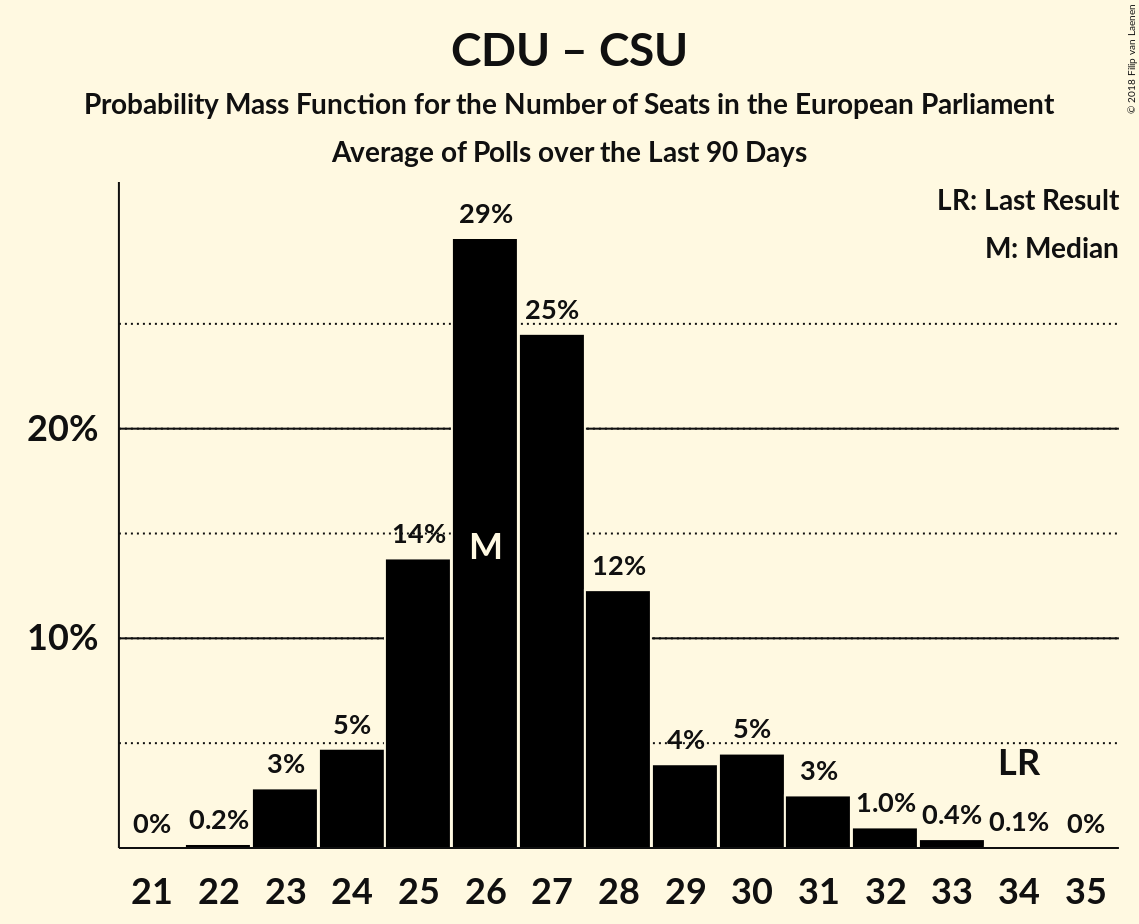 CDU – CSU
Probability Mass Function for the Number of Seats in the European Parliament
Average of Polls over the Last 90 Days
© 2018 Filip van Laenen
LR: Last Result
M: Median
29%
25%
20%
14%
M
12%
10%
5%
3%
4%
5%
3%
LR
0%
0.2%
1.0%
0.4%
0.1%
0%
21 22 23 24 25 26 27 28 29 30 31 32 33 34 35